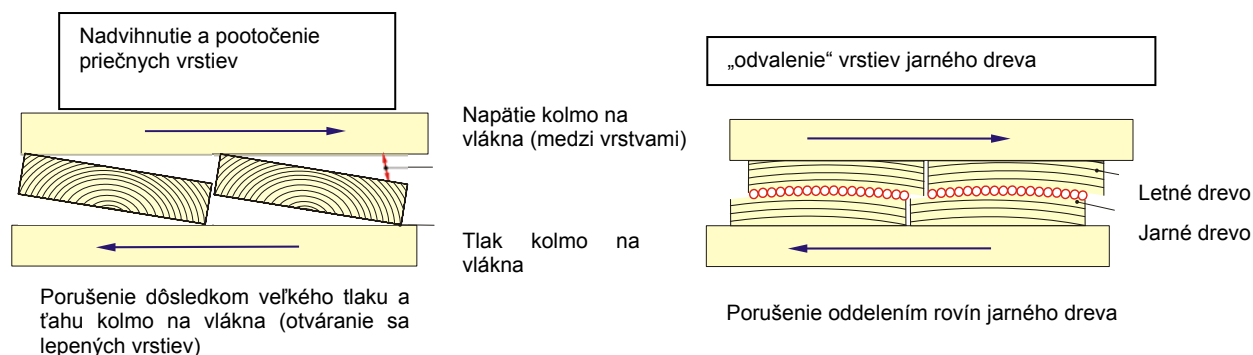 Nadvihnutie a pootočenie
priečnych vrstiev
Napätie kolmo na
vlákna (medzi vrstvami)
Tlak kolmo na
vlákna
Porušenie dôsledkom veľkého tlaku a
ťahu kolmo na vlákna (otváranie sa
lepených vrstiev)
„odvalenie“ vrstiev jarného dreva
Letné drevo
Jarné drevo
Porušenie oddelením rovín jarného dreva